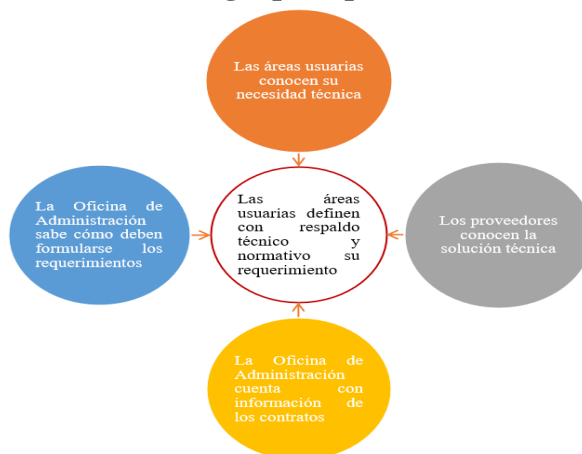 Las áreas usuarias
conocen su
necesidad técnica
La Oficina de
Administración
sabe cómo deben
formularse los
requerimientos
Las áreas
usuarias definen
con respaldo
técnico y
normativo su
requerimiento
Los proveedores
conocen la
solución técnica
La Oficina de
Administración
cuenta con
información de
los contratos